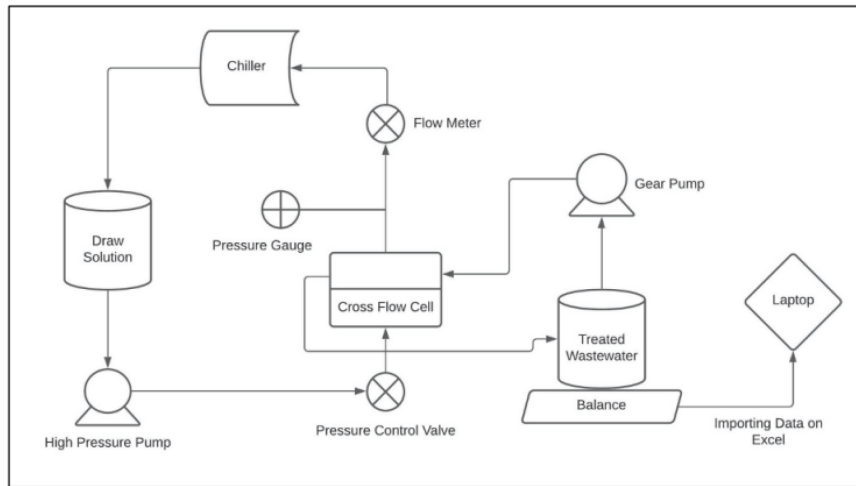 Chiller
Flow Meter
Gear Pump
Draw
Solution
Pressure Gauge
Cross Flow Cell
Treated
Wastewater
Laptop
Balance
High Pressure Pump
Pressure Control Valve
Importing Data on
Excel